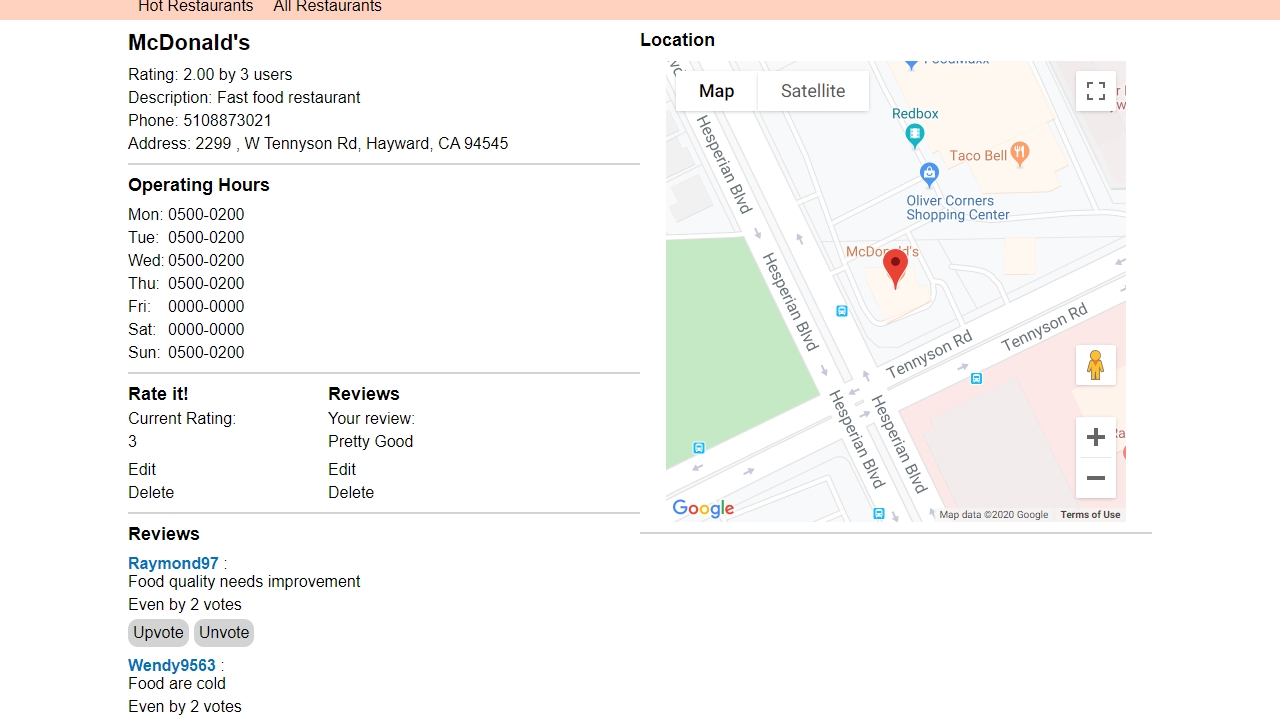 Hot Restaurants All Restaurants
McDonald's
Rating: 2.00 by 3 users
Description: Fast food restaurant
Phone: 5108873021
Address: 2299 , W Tennyson Rd, Hayward, CA 94545
Operating Hours
Mon: 0500-0200
Tue: 0500-0200
Wed: 0500-0200
Thu: 0500-0200
Fri: 0000-0000
Sat: 0000-0000
Sun: 0500-0200
Rate it!
Current Rating:
3
Edit
Delete
Reviews
Your review:
Pretty Good
Edit
Delete
Reviews
Raymond97 :
Food quality needs improvement
Even by 2 votes
Upvote Unvote
Wendy9563 :
Food are cold
Even by 2 votes
Location
Map Satellite
FoodMaxx
Redbox
Taco Bell
Oliver Corners
Shopping Center
McDonald's
Hesperian Blvd
Hesperian Blvd
Tennyson Rd
Tennyson Rd
Hesperian Blvd
Hesperian Blvd
Google
Map data ©2020 Google Terms of Use